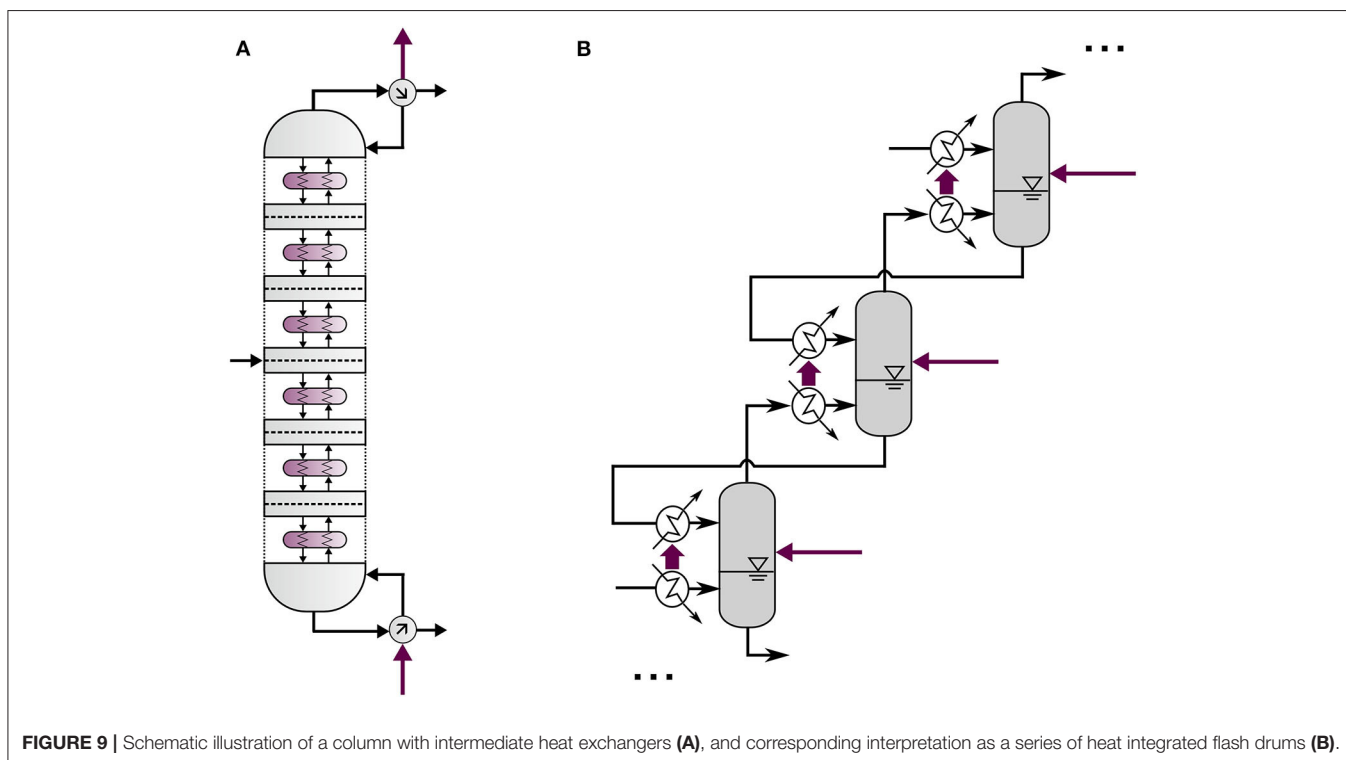 A
B
...
...
FIGURE 9 | Schematic illustration of a column with intermediate heat exchangers (A), and corresponding interpretation as a series of heat integrated flash drums (B).